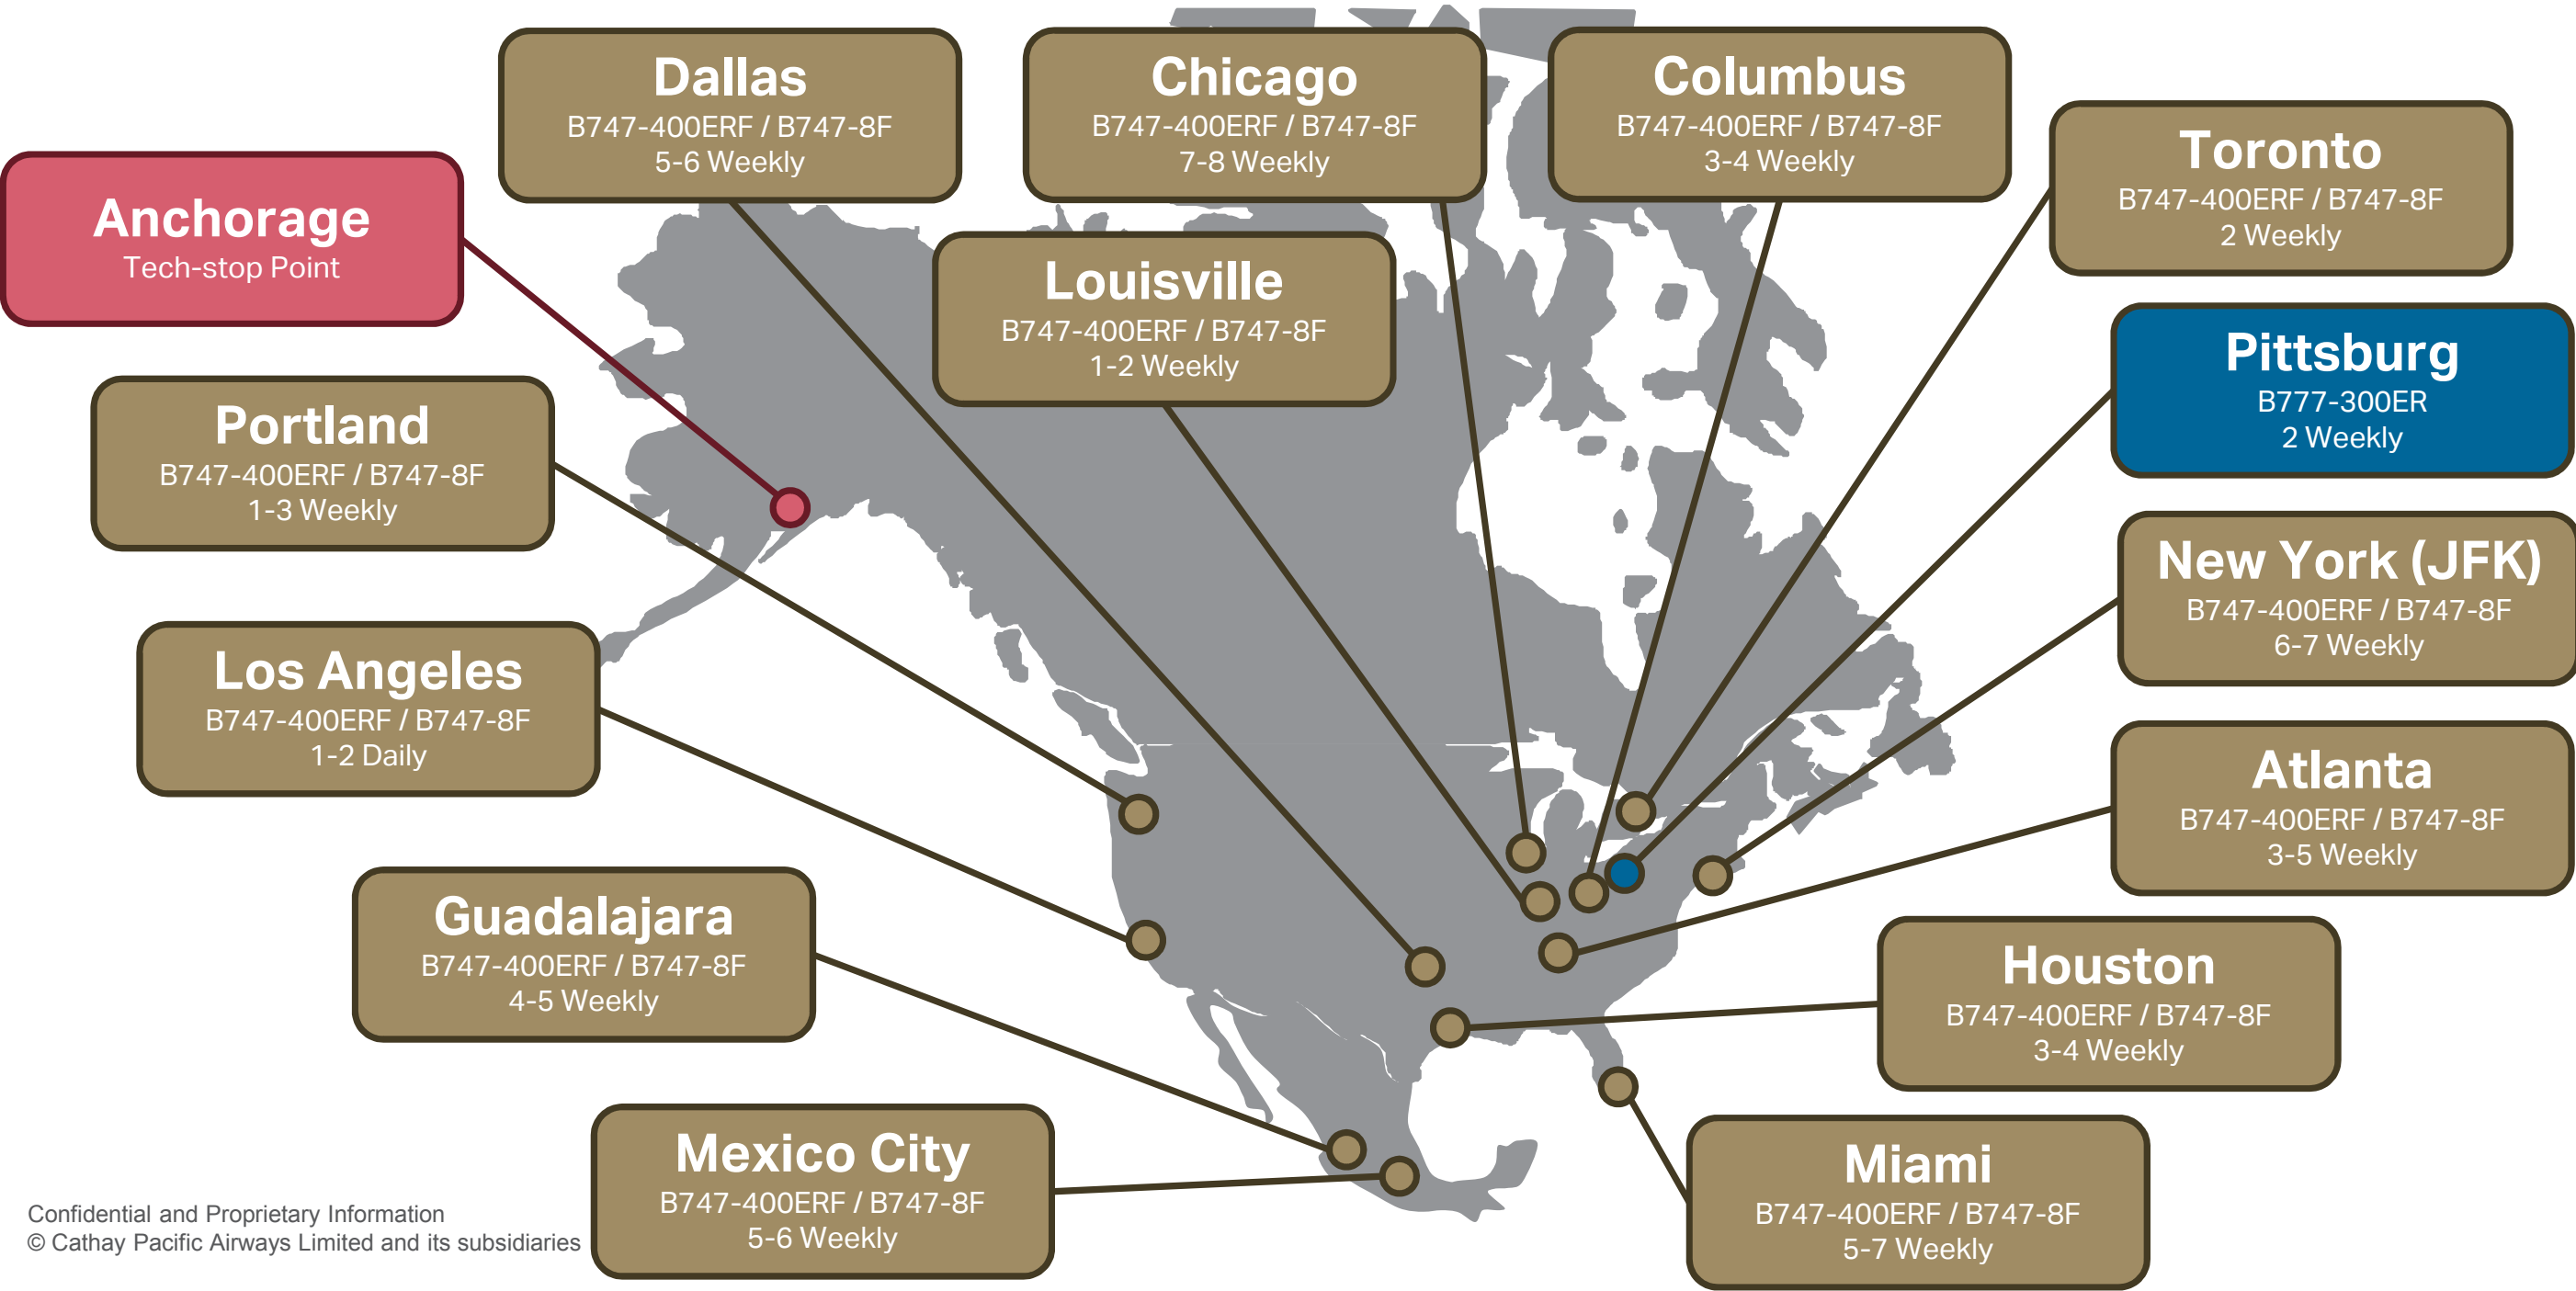 Dallas
B747-400ERF / B747-8F
5-6 Weekly
Chicago
B747-400ERF / B747-8F
7-8 Weekly
Columbus
B747-400ERF / B747-8F
3-4 Weekly
Toronto
B747-400ERF / B747-8F
2 Weekly
Anchorage
Tech-stop Point
Louisville
B747-400ERF / B747-8F
1-2 Weekly
Pittsburg
B777-300ER
2 Weekly
Portland
B747-400ERF / B747-8F
1-3 Weekly
New York (JFK)
B747-400ERF / B747-8F
6-7 Weekly
Los Angeles
B747-400ERF / B747-8F
1-2 Daily
Atlanta
B747-400ERF / B747-8F
3-5 Weekly
Guadalajara
B747-400ERF / B747-8F
4-5 Weekly
Houston
B747-400ERF / B747-8F
3-4 Weekly
Mexico City
B747-400ERF / B747-8F
5-6 Weekly
Miami
B747-400ERF / B747-8F
5-7 Weekly
Confidential and Proprietary Information
© Cathay Pacific Airways Limited and its subsidiaries